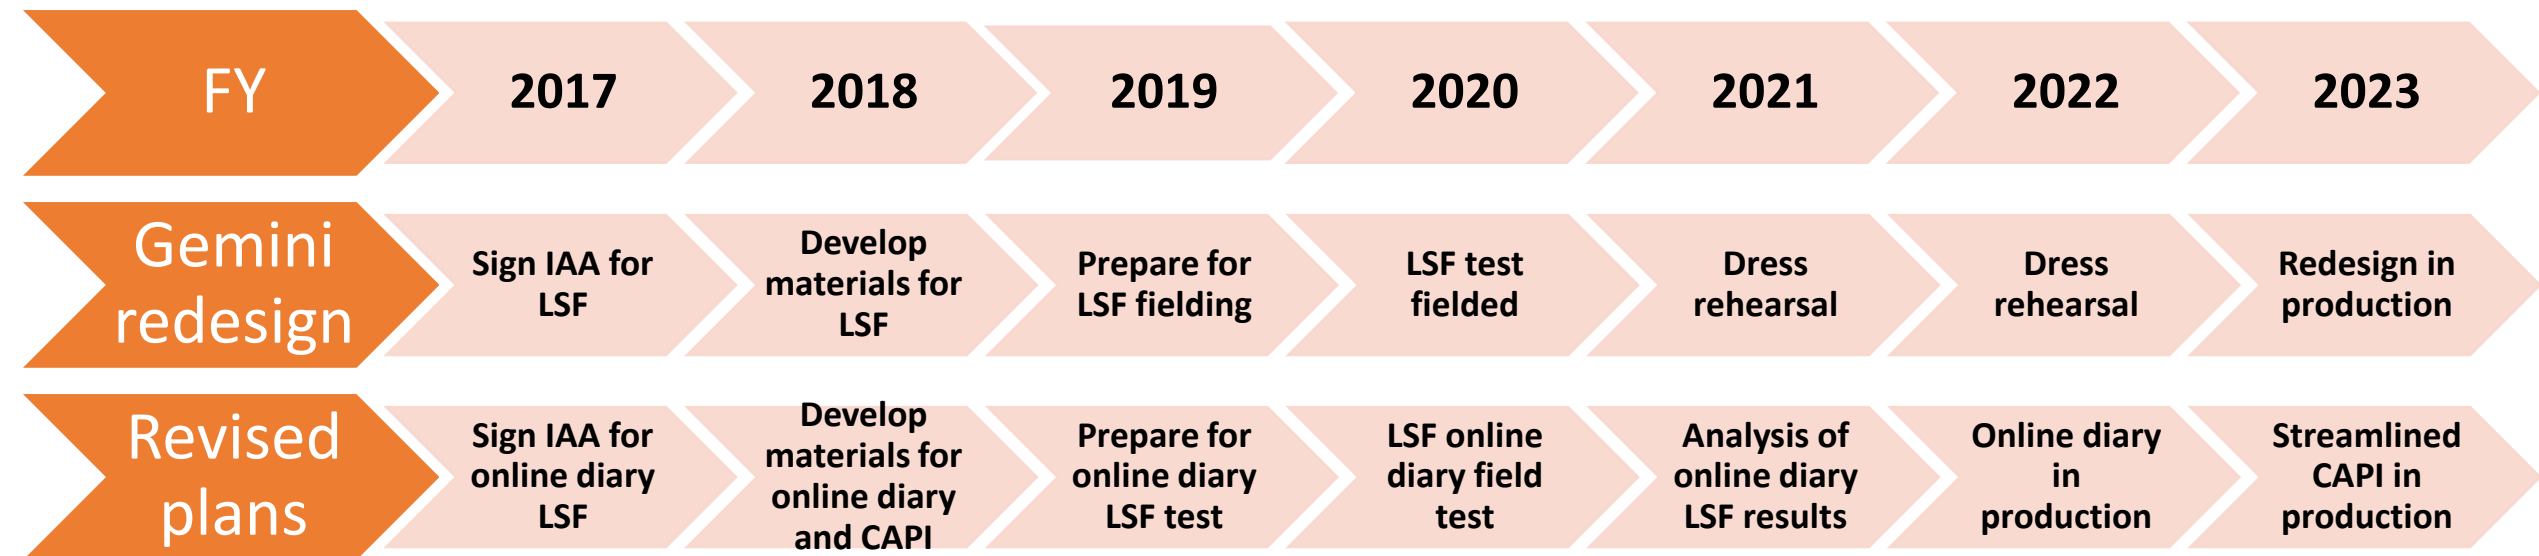 FY
2017
2018
2019
2020
2021
2022
2023
Gemini
redesign
Sign IAA for
LSF
Develop
materials for
LSF
Prepare for
LSF fielding
LSF test
fielded
Dress
rehearsal
Dress
rehearsal
Redesign in
production
Revised
plans
Sign IAA for
online diary
LSF
Develop
materials for
online diary
and CAPI
Prepare for
online diary
LSF test
LSF online
diary field
test
Analysis of
online diary
LSF results
Online diary
in
production
Streamlined
CAPI in
production